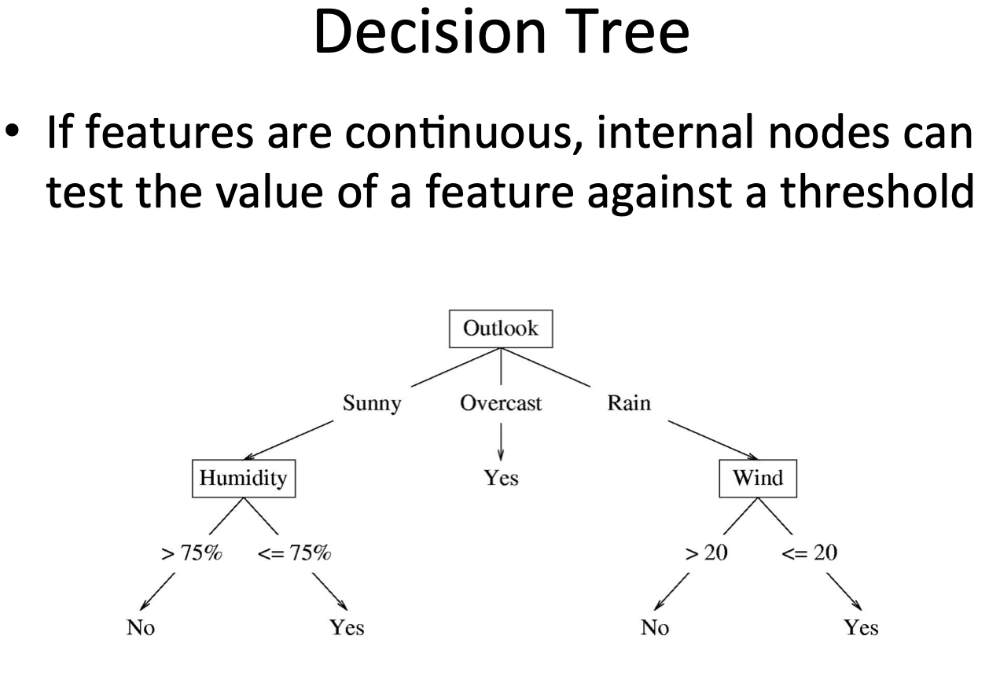 Decision Tree
• If features are continuous, internal nodes can
test the value of a feature against a threshold
Outlook
Sunny Overcast Rain
Humidity Yes Wind
> 75% <= 75% > 20 <= 20
No Yes No Yes